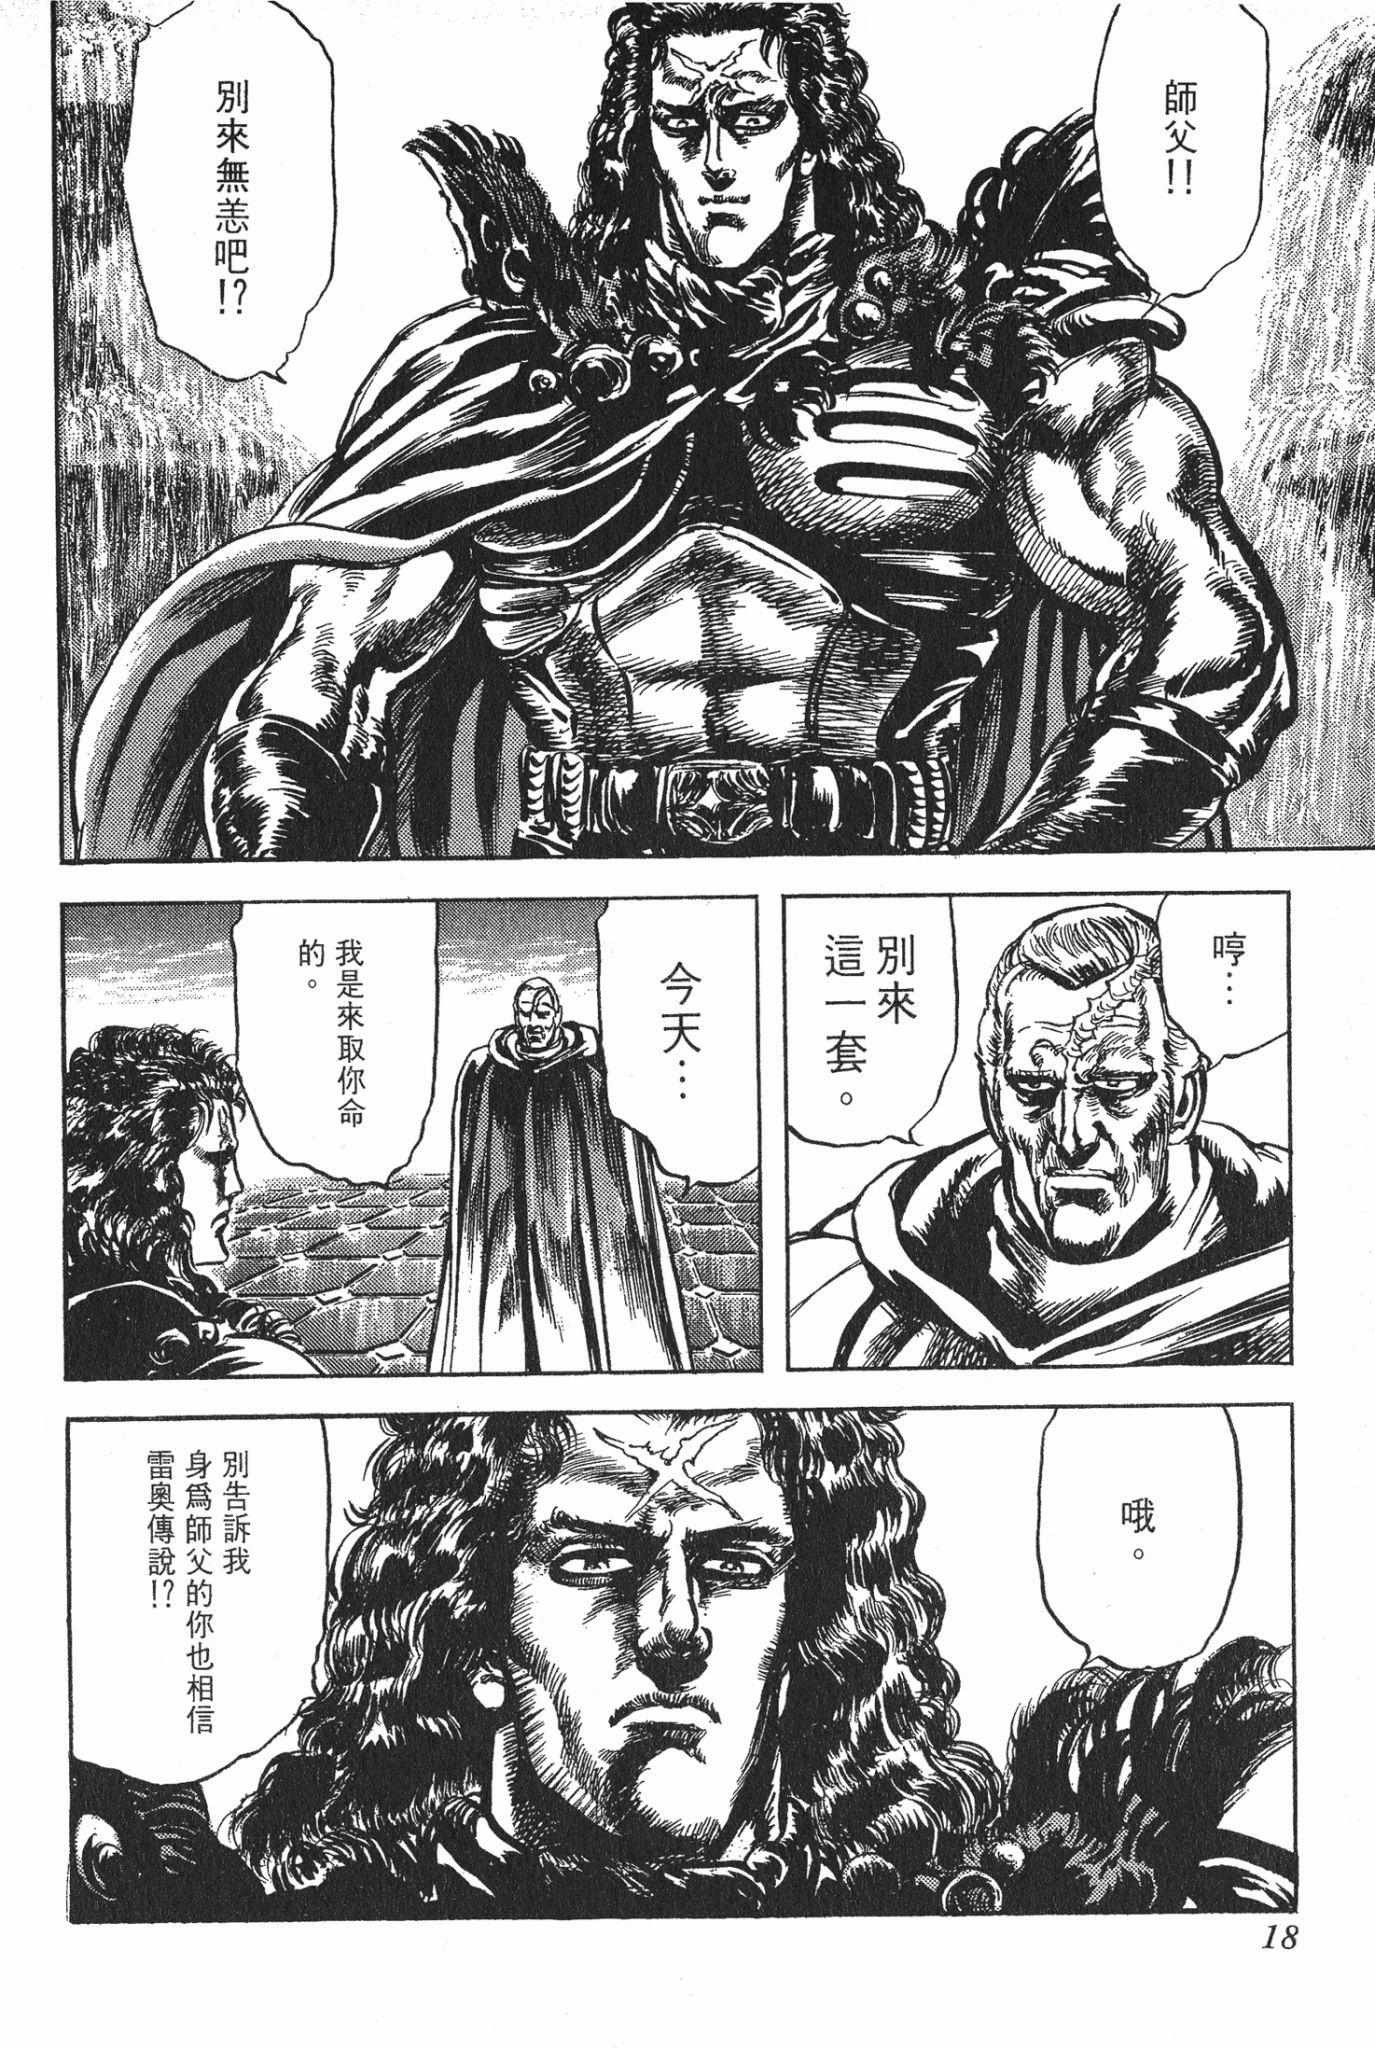 師父!!
別來無恙吧!?
哼…
別來
這一套。
今天…
我是來取你命
的。
哦。
別告訴我
身爲師父的你也相信
雷奧傳說!?
18